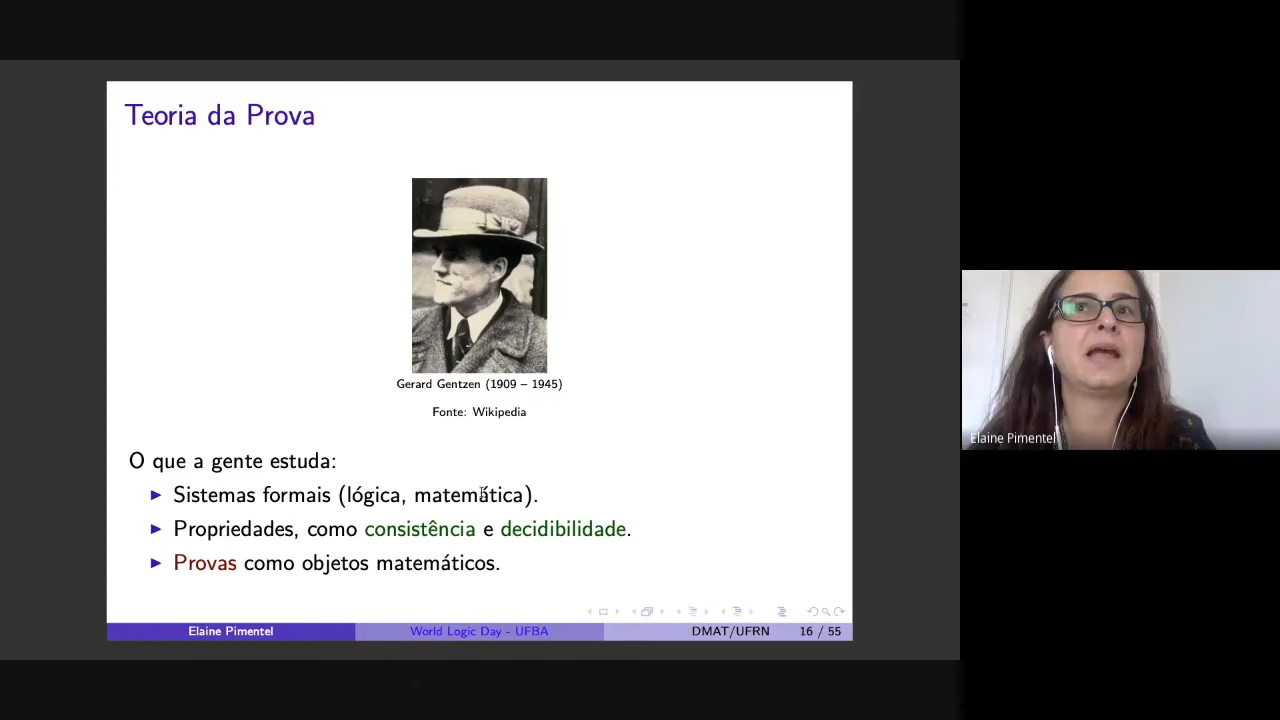 Teoria da Prova
Gerard Gentzen (1909 – 1945)
Fonte: Wikipedia
O que a gente estuda:
Sistemas formais (lógica, matemática).
Propriedades, como consistência e decidibilidade.
Provas como objetos matemáticos.
Elaine Pimentel World Logic Day - UFBA DMAT/UFRN 16 / 55
Elaine Pimentel